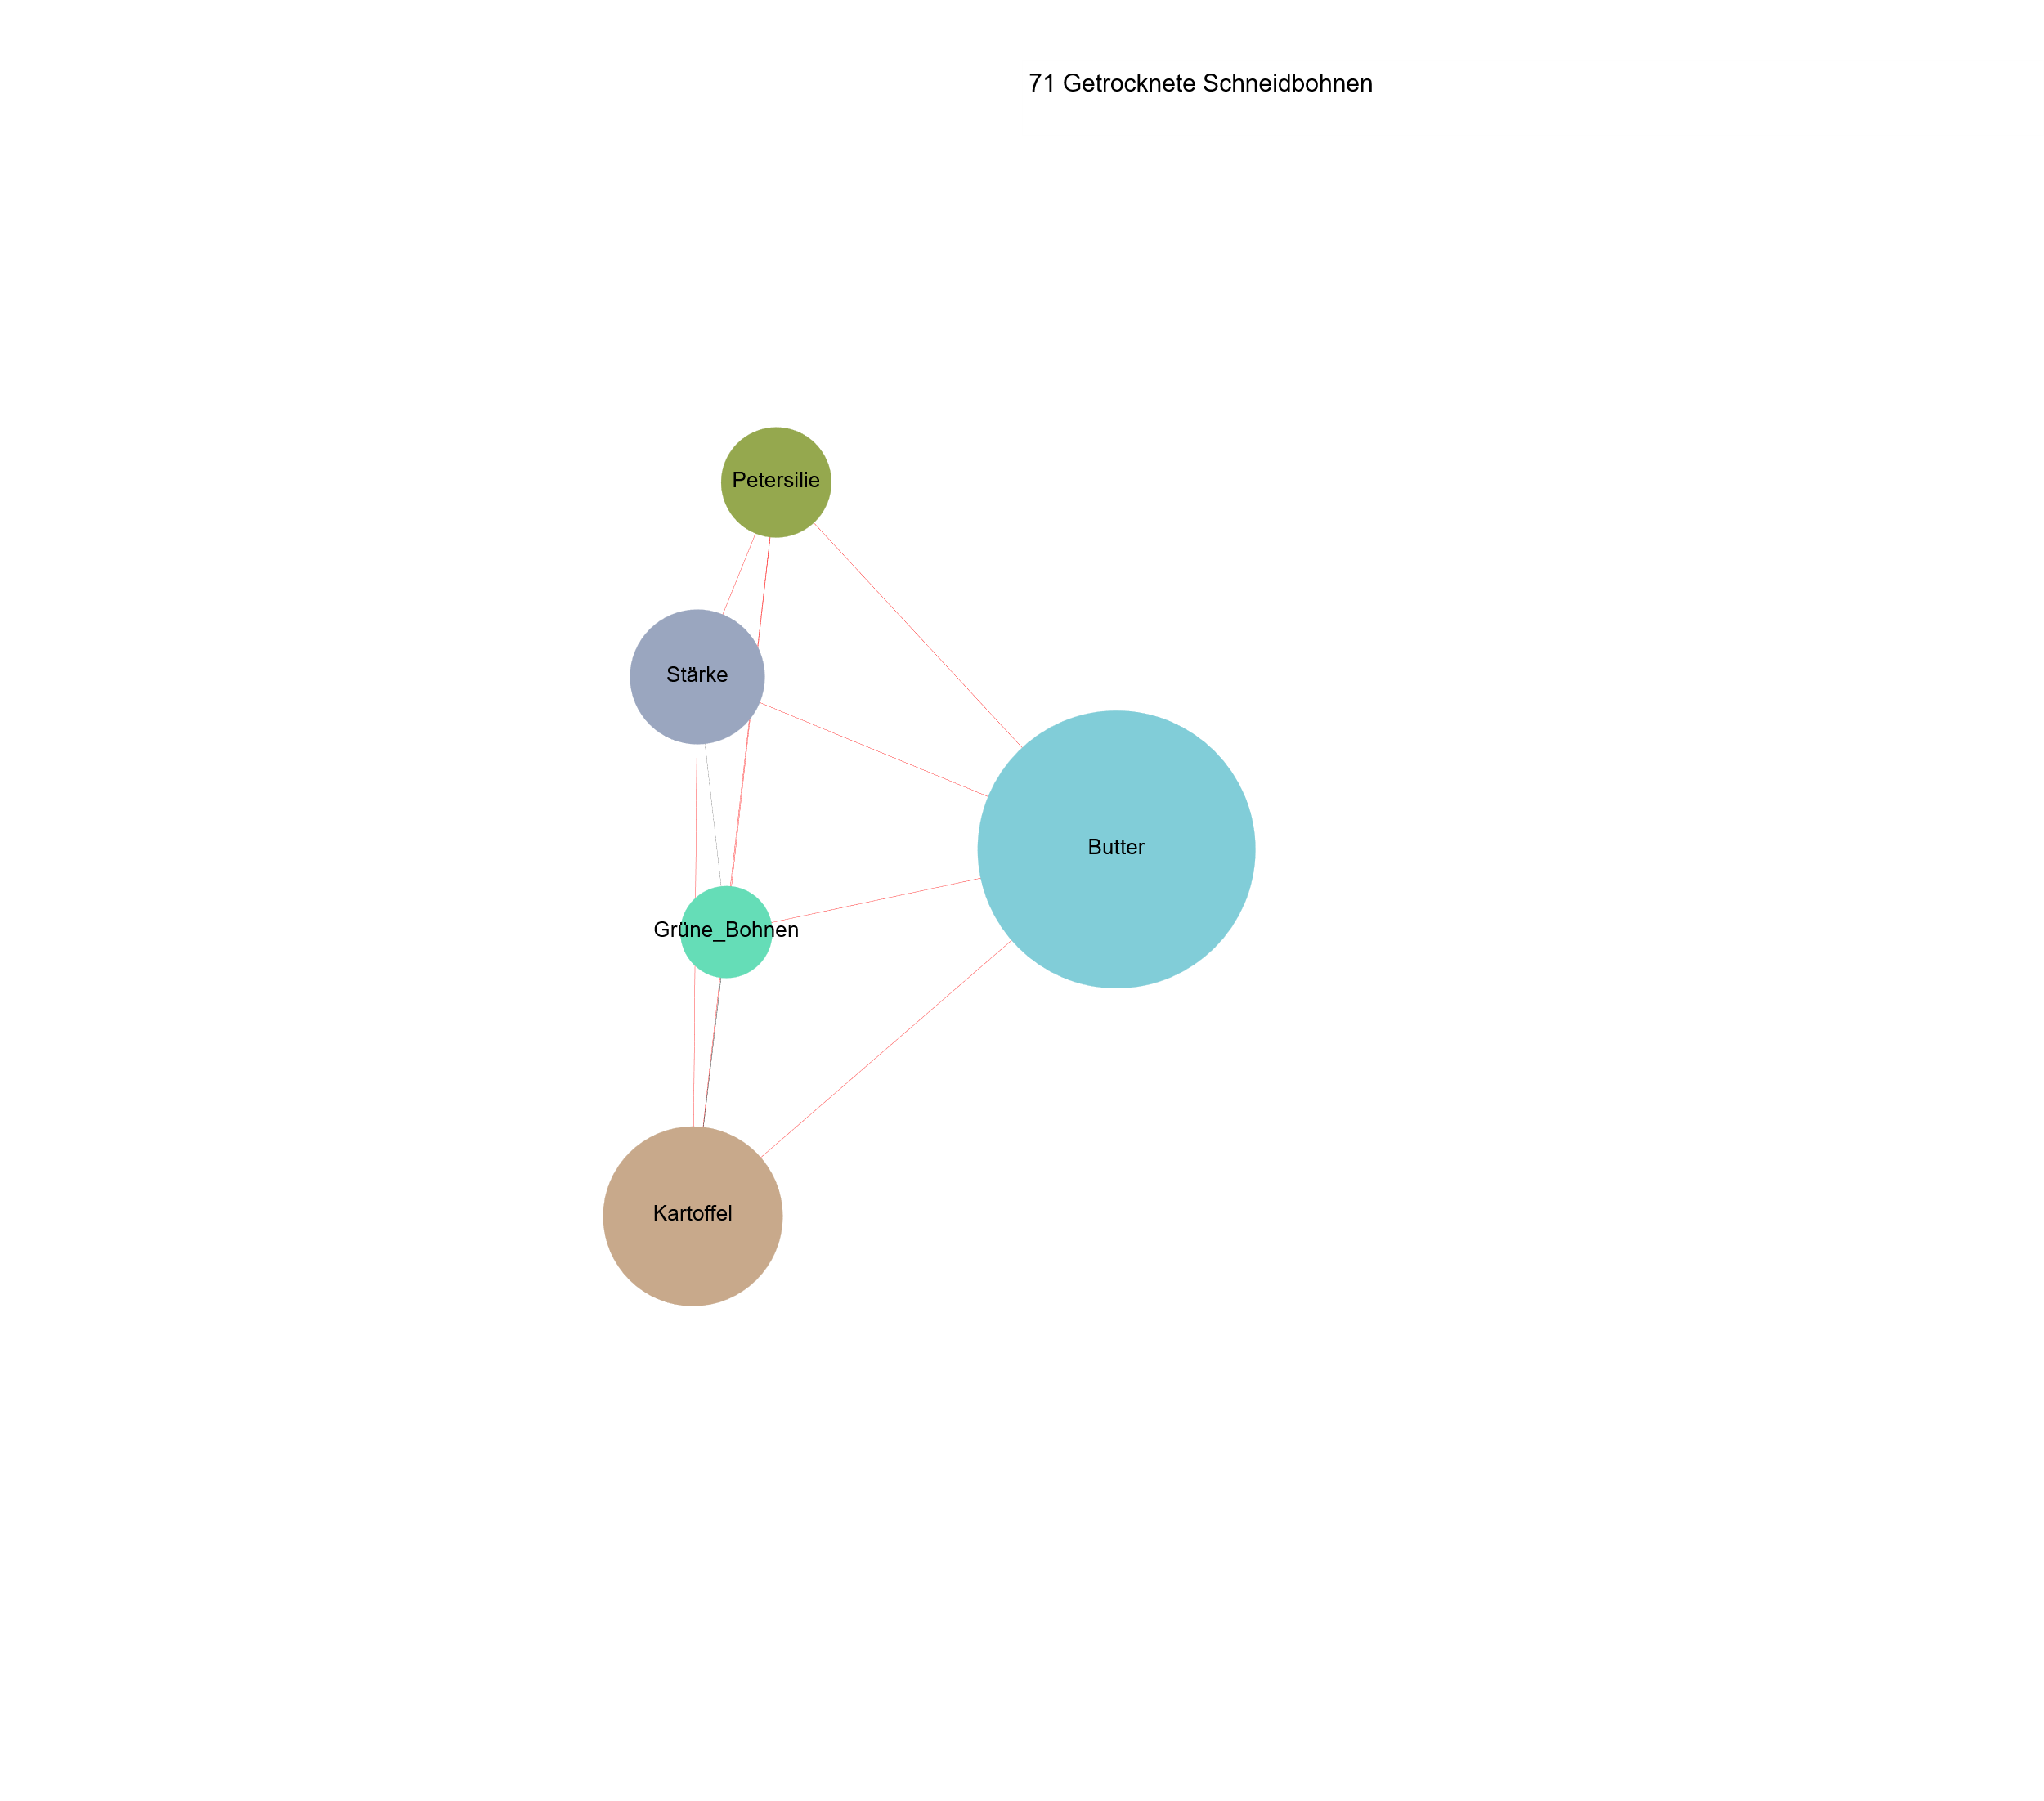 71 Getrocknete Schneidbohnen
Petersilie
Stärke
Butter
Grüne_Bohnen
Kartoffel